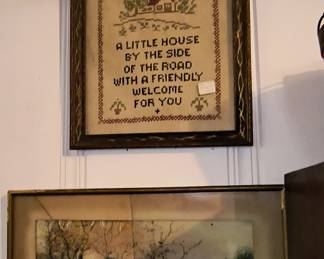 A LITTLE HOUSE
BY THE SIDE
OF THE ROAD
WITH A FRIENDLY
WELCOME
FOR YOU